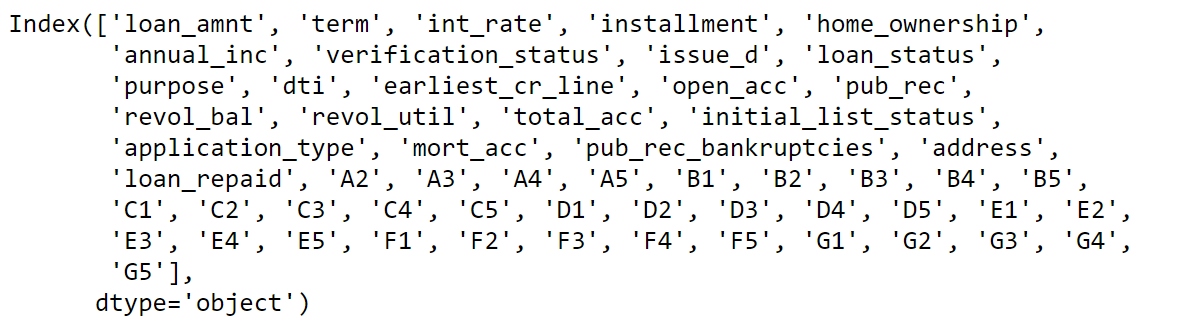 Index(['loan_amnt', 'term', 'int_rate', 'installment', 'home_ownership',
'annual_inc', 'verification_status', 'issue_d', 'loan_status',
'purpose', 'dti', 'earliest_cr_line', 'open_acc', 'pub_rec',
'revol_bal', 'revol_util', 'total_acc', 'initial_list_status',
'application_type', 'mort_acc', 'pub_rec_bankruptcies', 'address',
'loan_repaid', 'A2', 'A3', 'A4', 'A5', 'B1', 'B2', 'B3', 'B4', 'B5',
'C1', 'C2', 'C3', 'C4', 'C5', 'D1', 'D2', 'D3', 'D4', 'D5', 'E1', 'E2',
'E3', 'E4', 'E5', 'F1', 'F2', 'F3', 'F4', 'F5', 'G1', 'G2', 'G3', 'G4',
'G5'],
dtype='object')